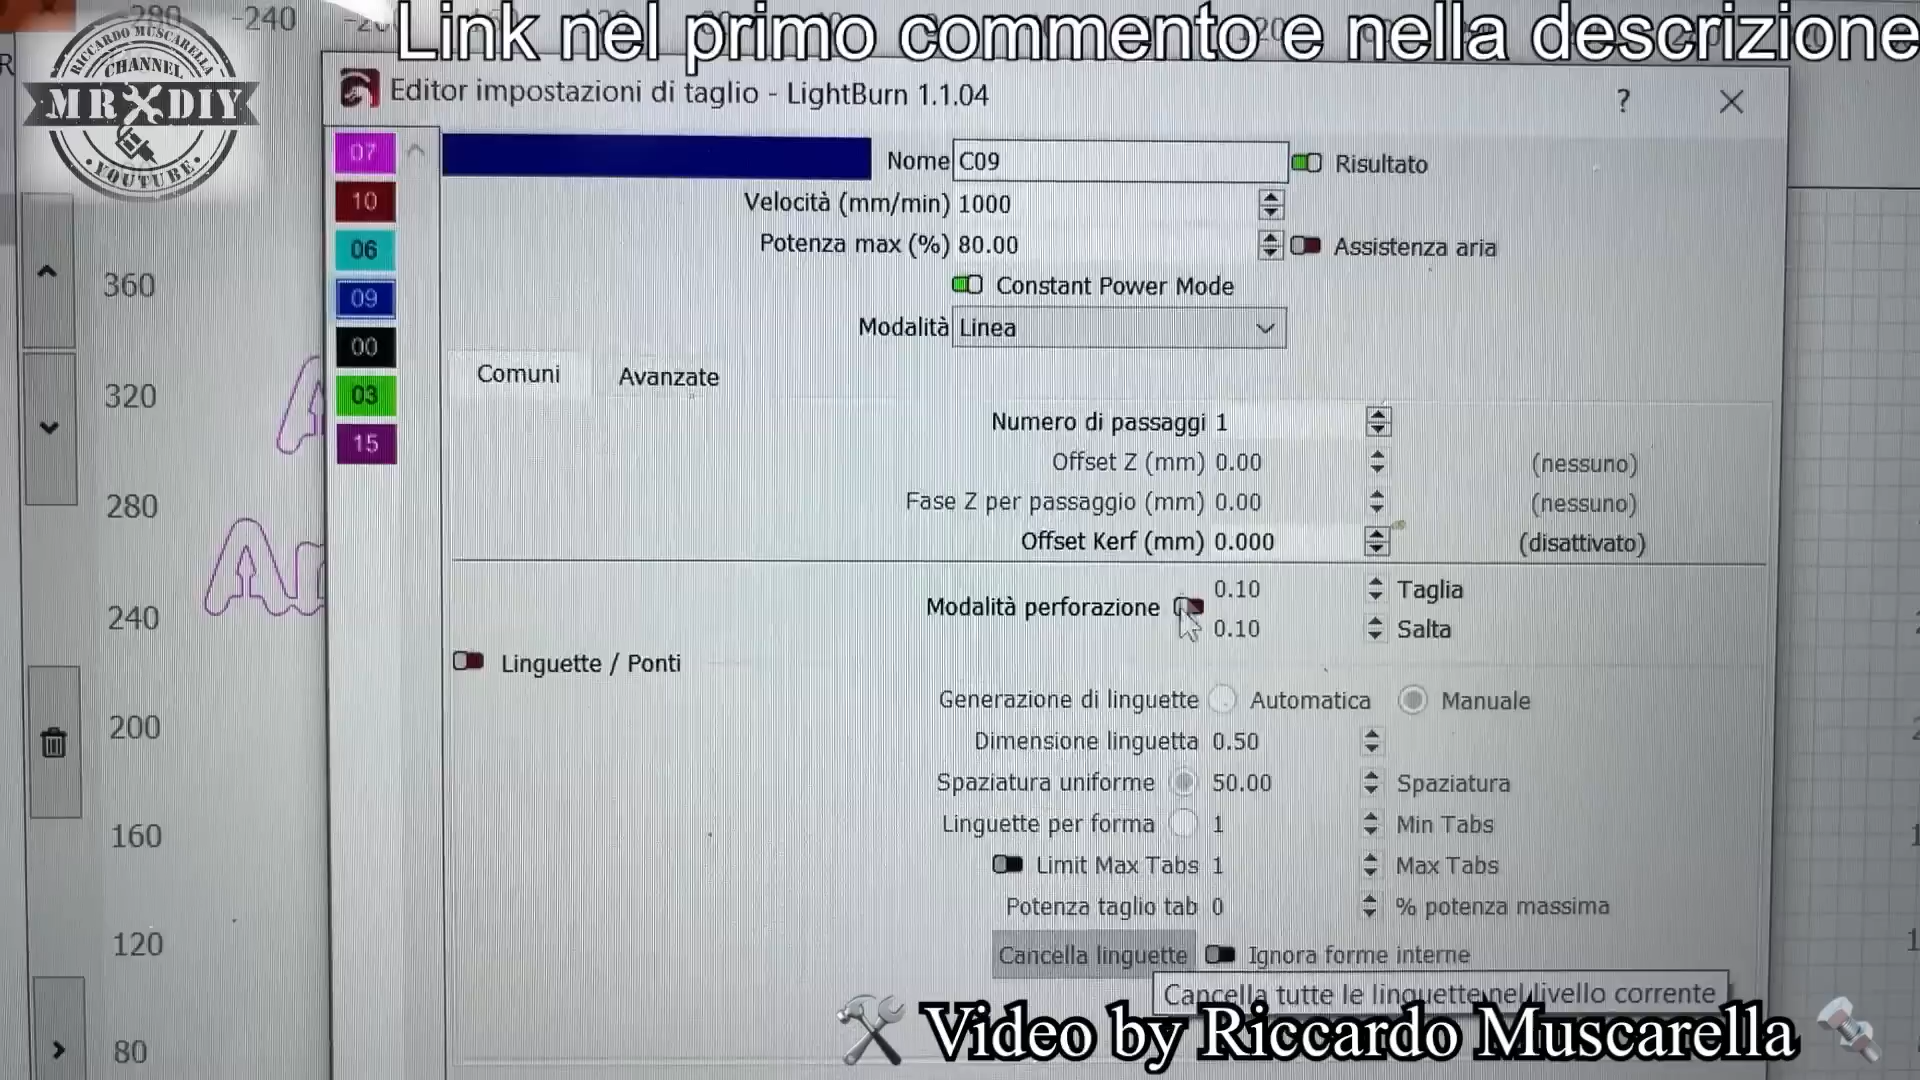 Link nel primo commento e nella descrizione
RICCARDO MUSCARELLA
CHANNEL
MR DIY
YOUTUBE
-280 -240
Editor impostazioni di taglio - LightBurn 1.1.04
?
07
10
06
09
00
03
15
Nome C09 Risultato
Velocità (mm/min) 1000
Potenza max (%) 80.00 Assistenza aria
Constant Power Mode
Modalità Linea
Comuni Avanzate
Numero di passaggi 1
Offset Z (mm) 0.00 (nessuno)
Fase Z per passaggio (mm) 0.00 (nessuno)
Offset Kerf (mm) 0.000 (disattivato)
Modalità perforazione 0.10 Taglia
0.10 Salta
Linguette / Ponti
Generazione di linguette Automatica Manuale
Dimensione linguetta 0.50
Spaziatura uniforme 50.00 Spaziatura
Linguette per forma 1 Min Tabs
Limit Max Tabs 1 Max Tabs
Potenza taglio tab 0 % potenza massima
Cancella linguette Ignora forme interne
Cancella tutte le linguette nel livello corrente
360
320
280
240
200
160
120
80
Video by Riccardo Muscarella